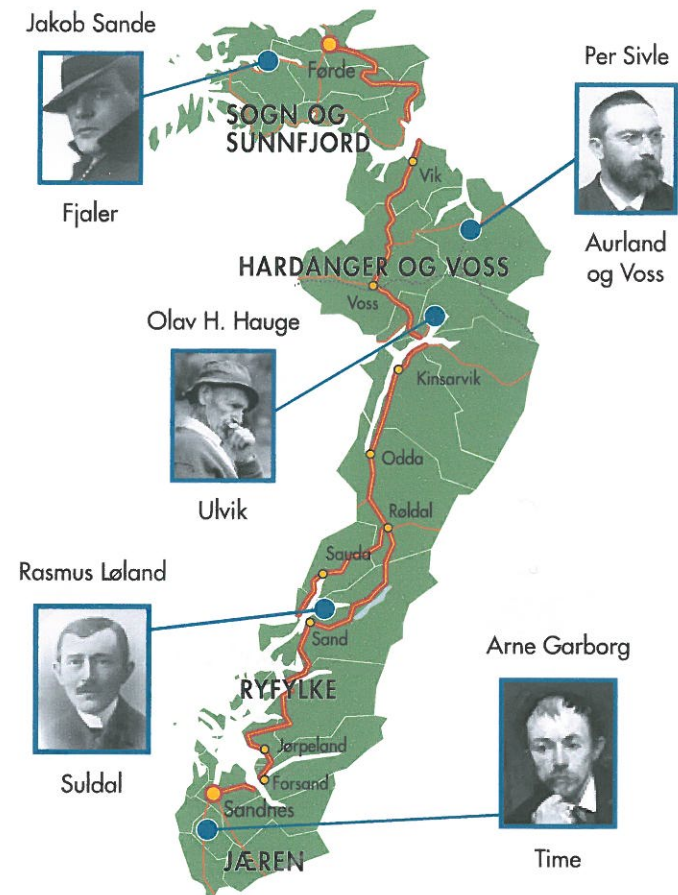 Jakob Sande
Fjaler
Førde
SOGN OG
SUNNFJORD
Per Sivle
Aurland
og Voss
Vik
HARDANGER OG VOSS
Voss
Olav H. Hauge
Ulvik
Kinsarvik
Odda
Røldal
Sauda
Rasmus Løland
Suldal
Sand
RYFYLKE
Arne Garborg
Time
Jørpeland
Forsand
Sandnes
JÆREN